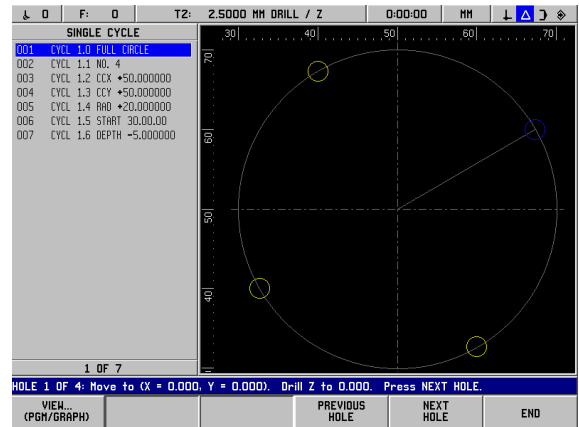 0 F: 0 T2: 2.5000 MM DRILL / Z 0:00:00 MM
SINGLE CYCLE
001 CYCL 1.0 FULL CIRCLE
002 CYCL 1.1 NO. 4
003 CYCL 1.2 CCX +50.000000
004 CYCL 1.3 CCY +50.000000
005 CYCL 1.4 RAD +20.000000
006 CYCL 1.5 START 30.00.00
007 CYCL 1.6 DEPTH -5.000000
1 OF 7
30 40 50 60 70
70
60
50
40
HOLE 1 OF 4: Move to (X = 0.000, Y = 0.000). Drill Z to 0.000. Press NEXT HOLE.
VIEW... (PGM/GRAPH)
PREVIOUS HOLE
NEXT HOLE
END